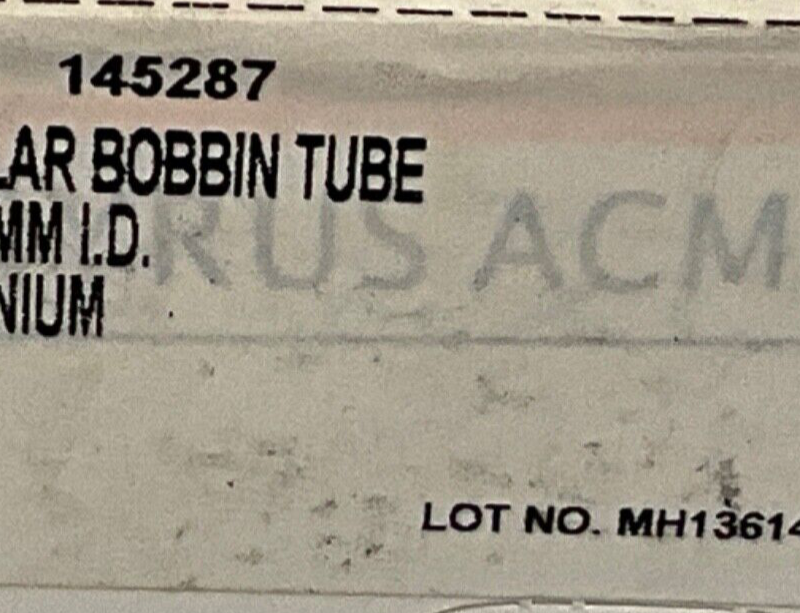 145287
LAR BOBBIN TUBE
MM I.D.
RUS ACM
NIUM
LOT NO. MH13614